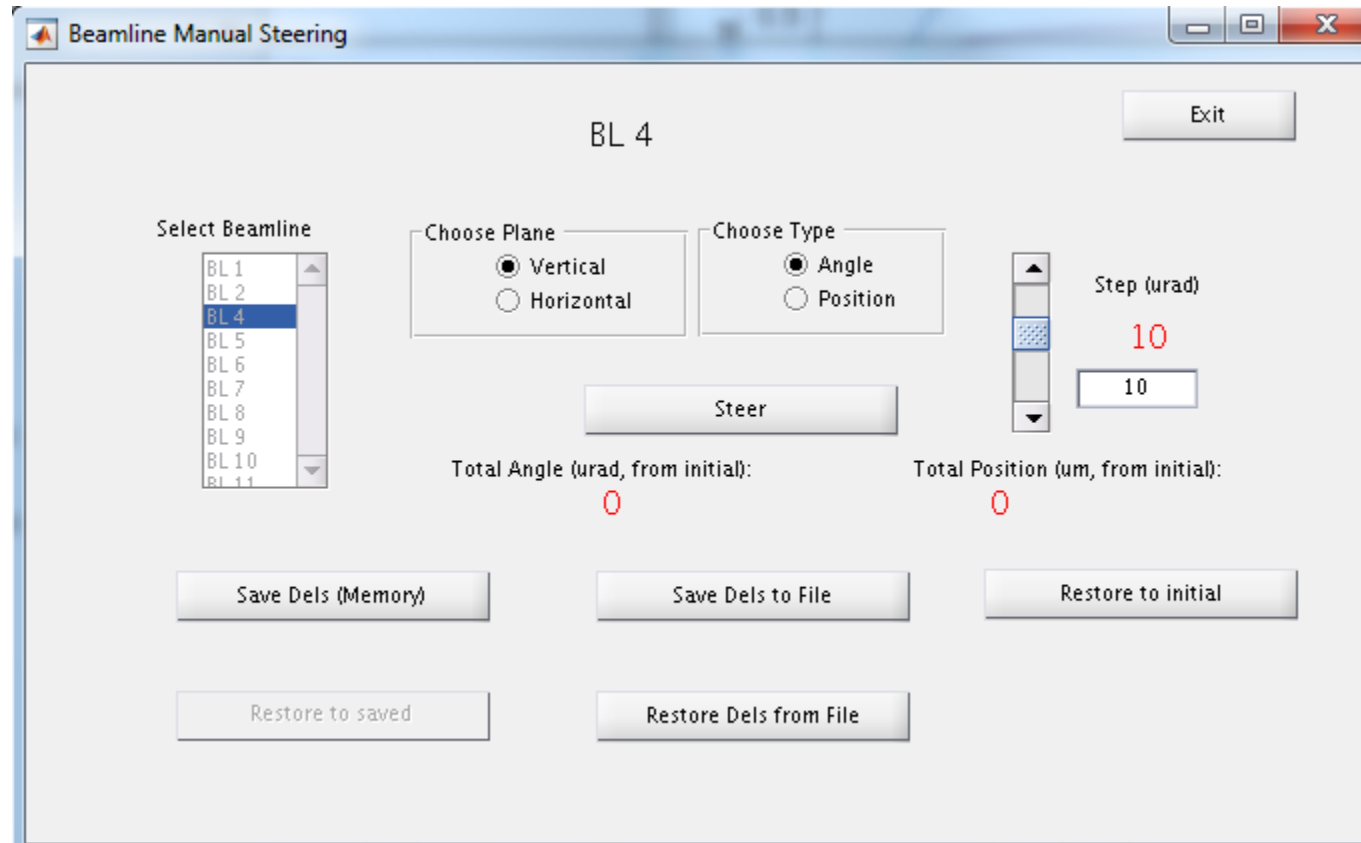 Beamline Manual Steering
Exit
BL 4
Select Beamline
BL 1
BL 2
BL 4
BL 5
BL 6
BL 7
BL 8
BL 9
BL 10
BL 11
Choose Plane
Vertical
Horizontal
Choose Type
Angle
Position
Step (urad)
10
10
Steer
Total Angle (urad, from initial):
0
Total Position (um, from initial):
0
Save Dels (Memory)
Save Dels to File
Restore to initial
Restore to saved
Restore Dels from File